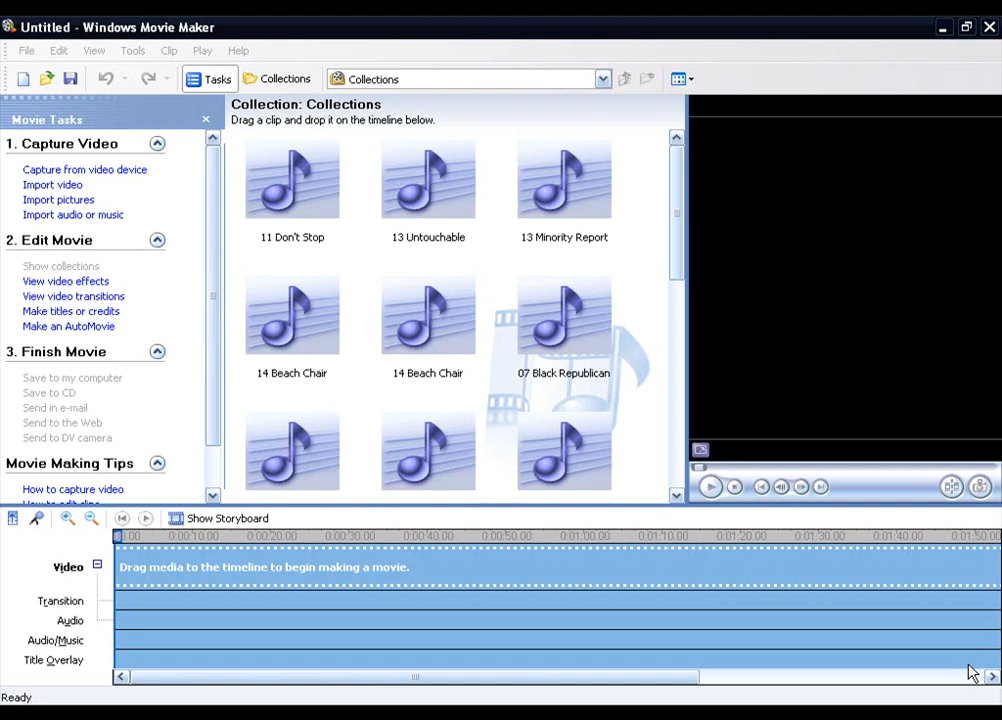 Untitled - Windows Movie Maker
File Edit View Tools Clip Play Help
Tasks Collections Collections
Movie Tasks
1. Capture Video
Capture from video device
Import video
Import pictures
Import audio or music
2. Edit Movie
Show collections
View video effects
View video transitions
Make titles or credits
Make an AutoMovie
3. Finish Movie
Save to my computer
Save to CD
Send in e-mail
Send to the Web
Send to DV camera
Movie Making Tips
How to capture video
Collection: Collections
Drag a clip and drop it on the timeline below.
11 Don't Stop 13 Untouchable 13 Minority Report
14 Beach Chair 14 Beach Chair 07 Black Republican
Show Storyboard
0:00:10.00 0:00:20.00 0:00:30.00 0:00:40.00 0:00:50.00 0:01:00.00 0:01:10.00 0:01:20.00 0:01:30.00 0:01:40.00 0:01:50.00
Video Drag media to the timeline to begin making a movie.
Transition
Audio
Audio/Music
Title Overlay
Ready